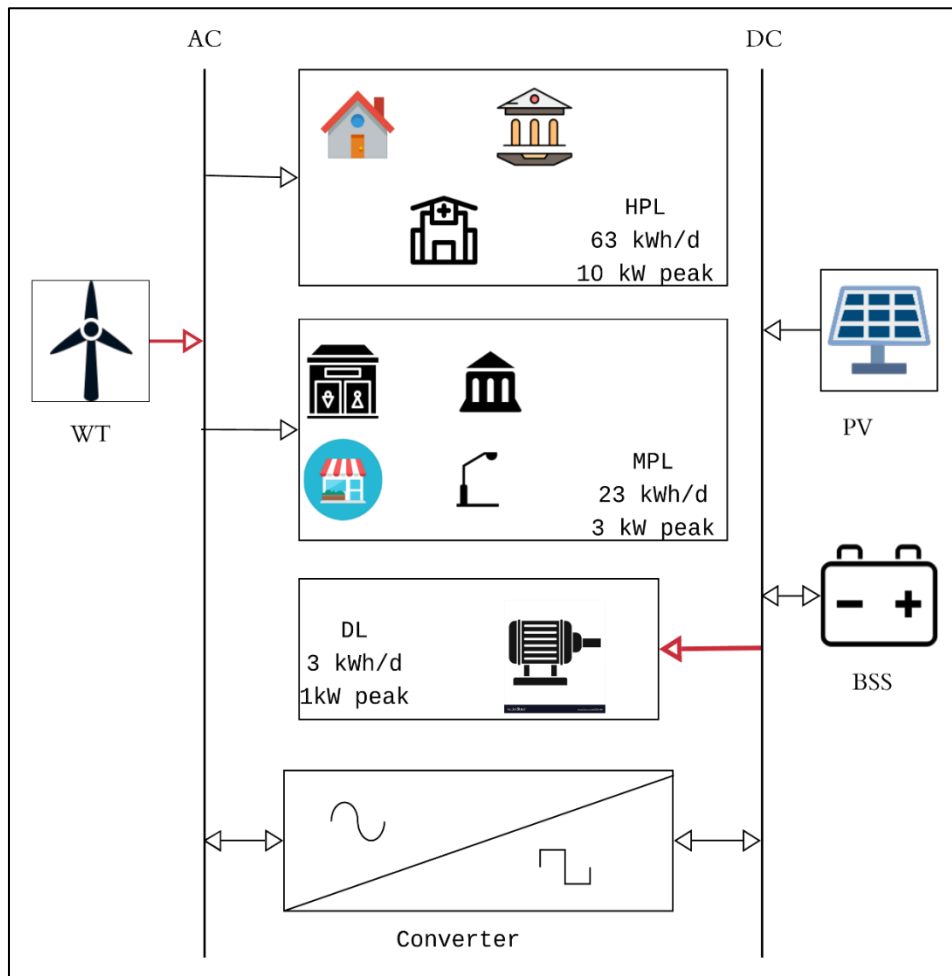 AC
DC
HPL
63 kWh/d
10 kW peak
WT
PV
MPL
23 kWh/d
3 kW peak
DL
3 kWh/d
1kW peak
BSS
Converter